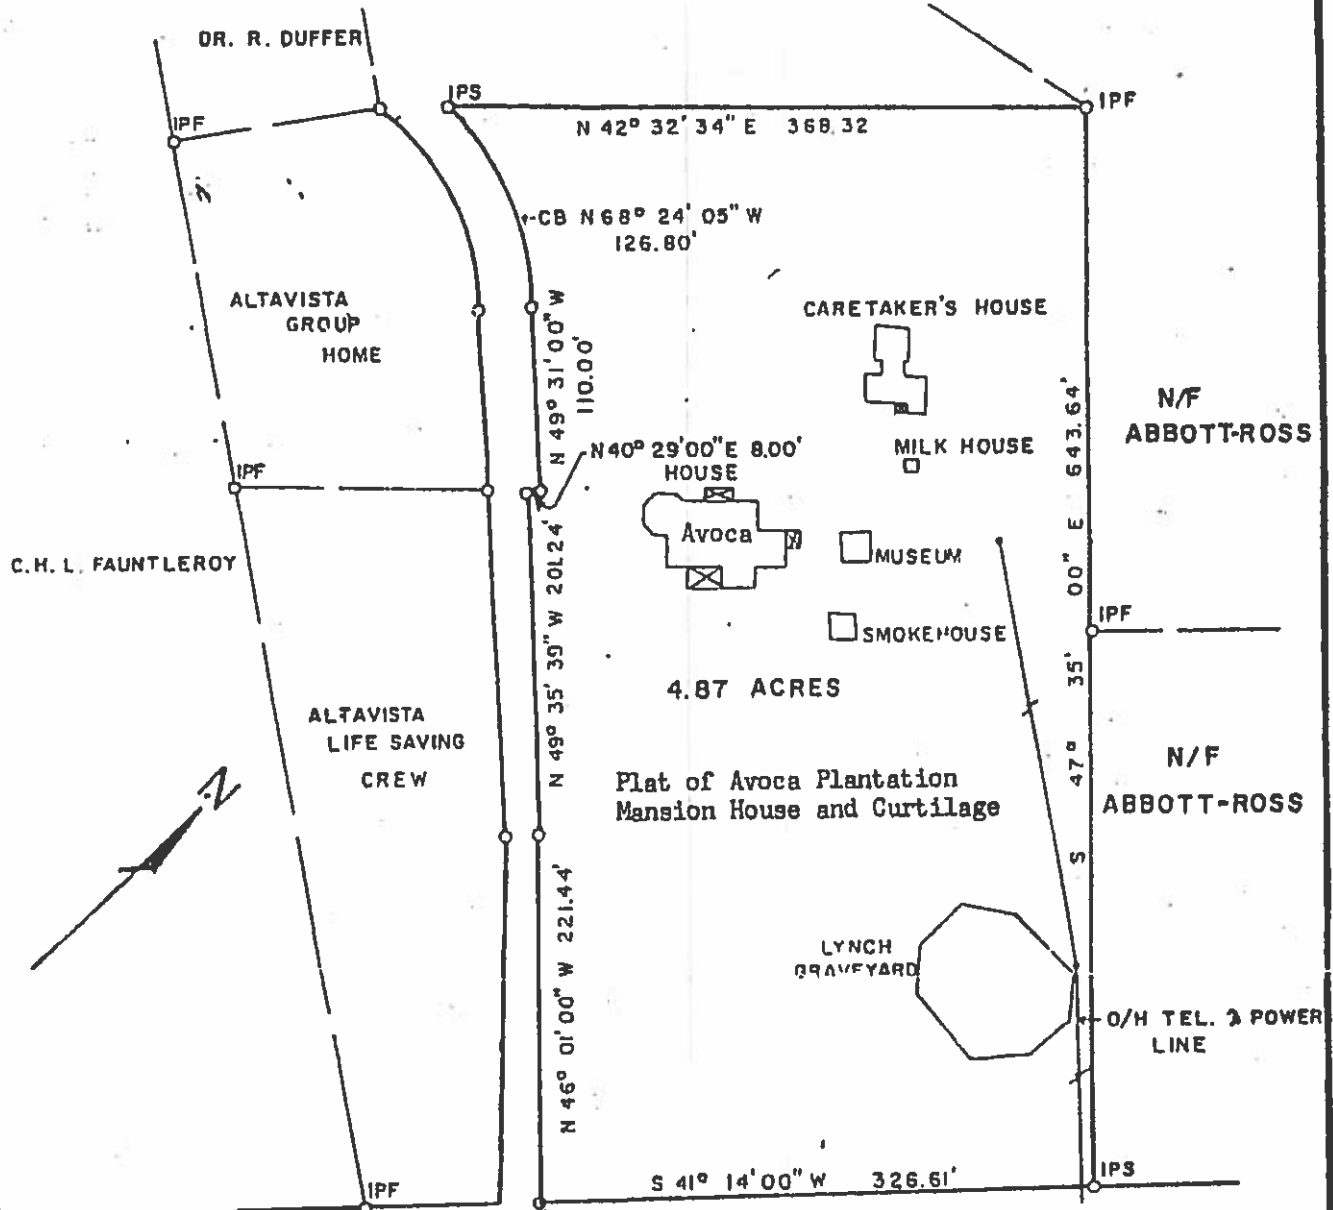 DR. R. DUFFER
IPS
IPF
IPF
N 42° 32' 34" E 368.32
CB N 68° 24' 05" W
126.80'
ALTAVISTA
GROUP
HOME
N 49° 31' 00" W
110.00'
CARETAKER'S HOUSE
N/F
ABBOTT-ROSS
MILK HOUSE
N 40° 29' 00" E 8.00'
HOUSE
Avoca
MUSEUM
SMOKEHOUSE
IPF
C. H. L. FAUNTLEROY
N 49° 35' 39" W 201.24'
S 47° 35' 00" E 643.64'
IPF
4.87 ACRES
ALTAVISTA
LIFE SAVING
CREW
Plat of Avoca Plantation
Mansion House and Curtilage
N/F
ABBOTT-ROSS
N
N 46° 01' 00" W 221.44'
LYNCH
GRAVEYARD
O/H TEL. & POWER
LINE
S 41° 14' 00" W 326.61'
IPS
IPF